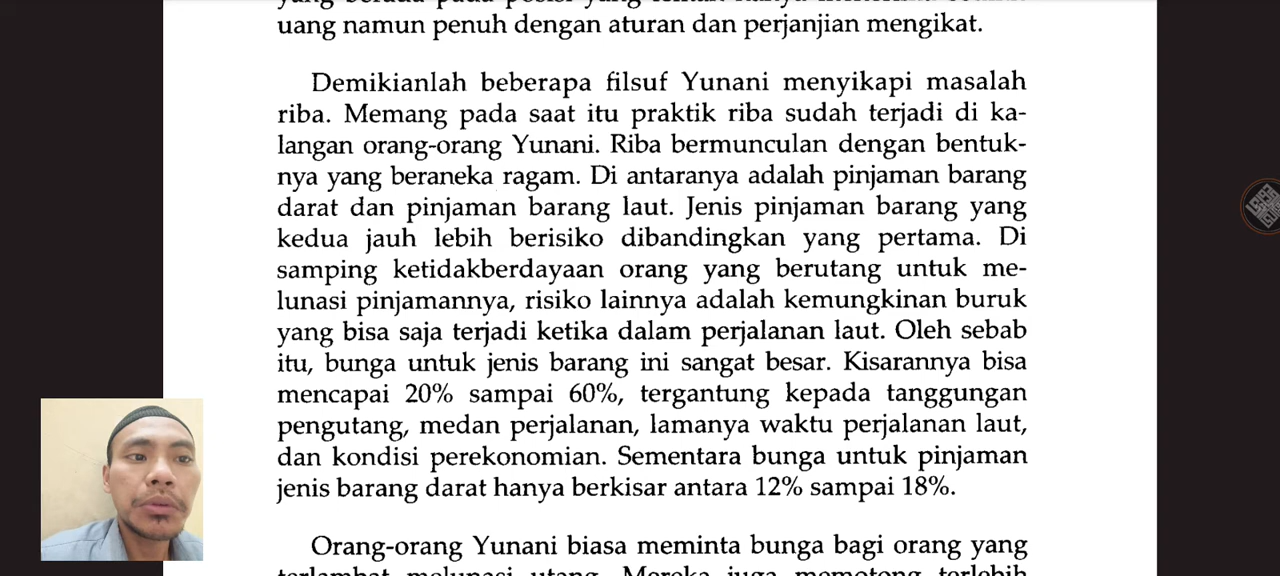 uang namun penuh dengan aturan dan perjanjian mengikat.
Demikianlah beberapa filsuf Yunani menyikapi masalah
riba. Memang pada saat itu praktik riba sudah terjadi di ka-
langan orang-orang Yunani. Riba bermunculan dengan bentuk-
nya yang beraneka ragam. Di antaranya adalah pinjaman barang
darat dan pinjaman barang laut. Jenis pinjaman barang yang
kedua jauh lebih berisiko dibandingkan yang pertama. Di
samping ketidakberdayaan orang yang berutang untuk me-
lunasi pinjamannya, risiko lainnya adalah kemungkinan buruk
yang bisa saja terjadi ketika dalam perjalanan laut. Oleh sebab
itu, bunga untuk jenis barang ini sangat besar. Kisarannya bisa
mencapai 20% sampai 60%, tergantung kepada tanggungan
pengutang, medan perjalanan, lamanya waktu perjalanan laut,
dan kondisi perekonomian. Sementara bunga untuk pinjaman
jenis barang darat hanya berkisar antara 12% sampai 18%.
Orang-orang Yunani biasa meminta bunga bagi orang yang